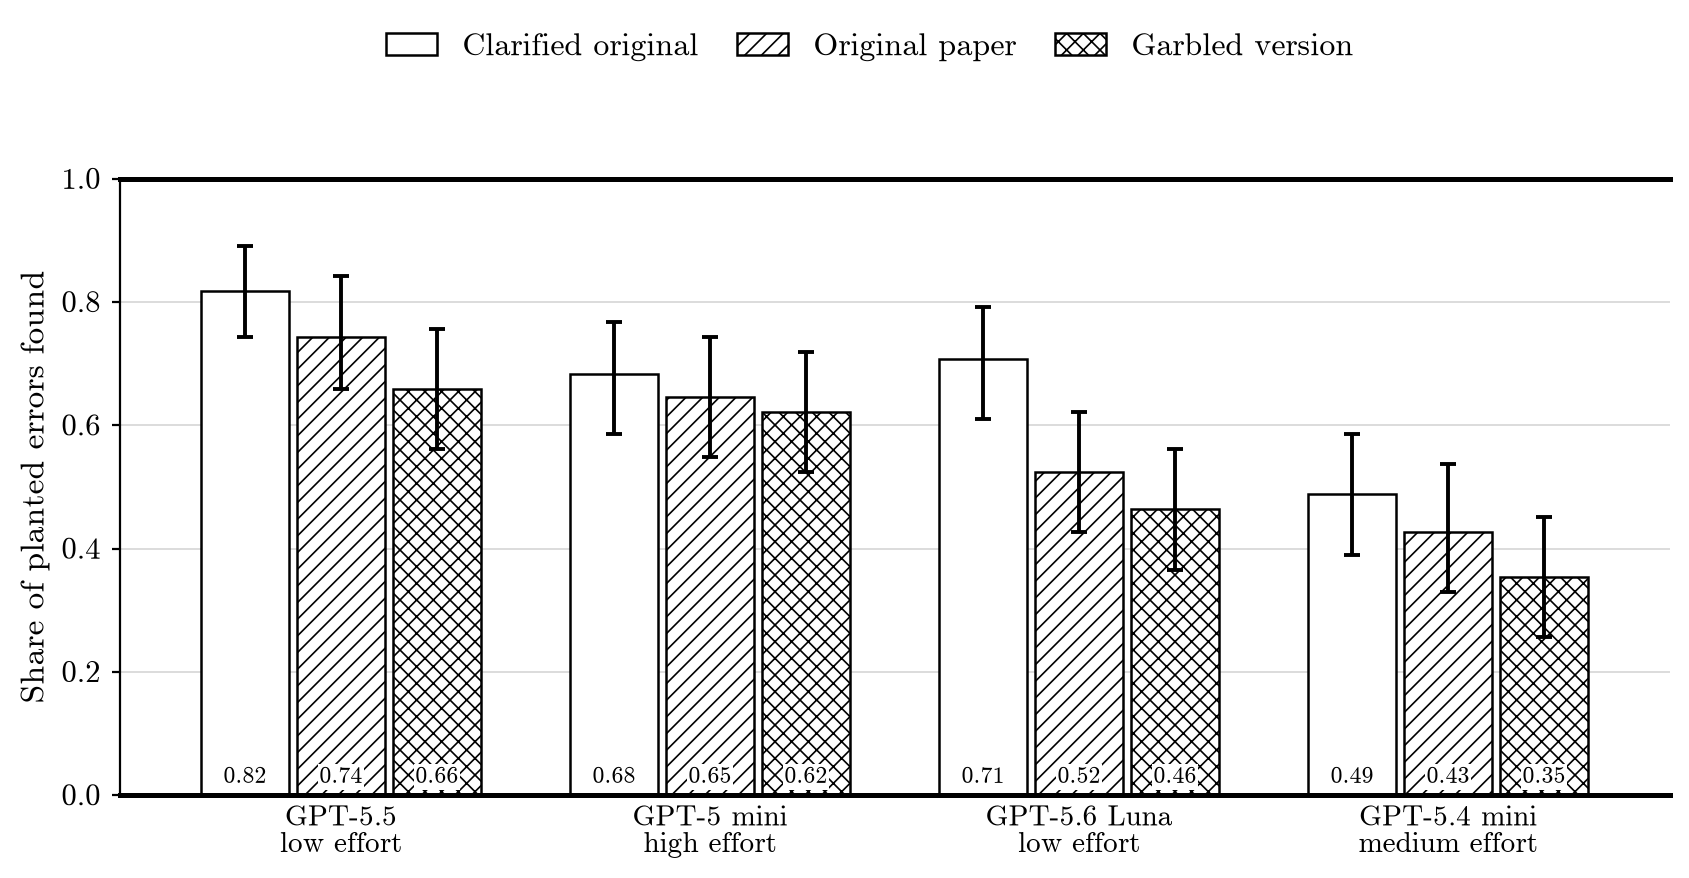 Clarified original Original paper Garbled version
Share of planted errors found
1.0
0.8
0.6
0.4
0.2
0.0
0.82 0.74 0.66 0.68 0.65 0.62 0.71 0.52 0.46 0.49 0.43 0.35
GPT-5.5 GPT-5 mini GPT-5.6 Luna GPT-5.4 mini
low effort high effort low effort medium effort